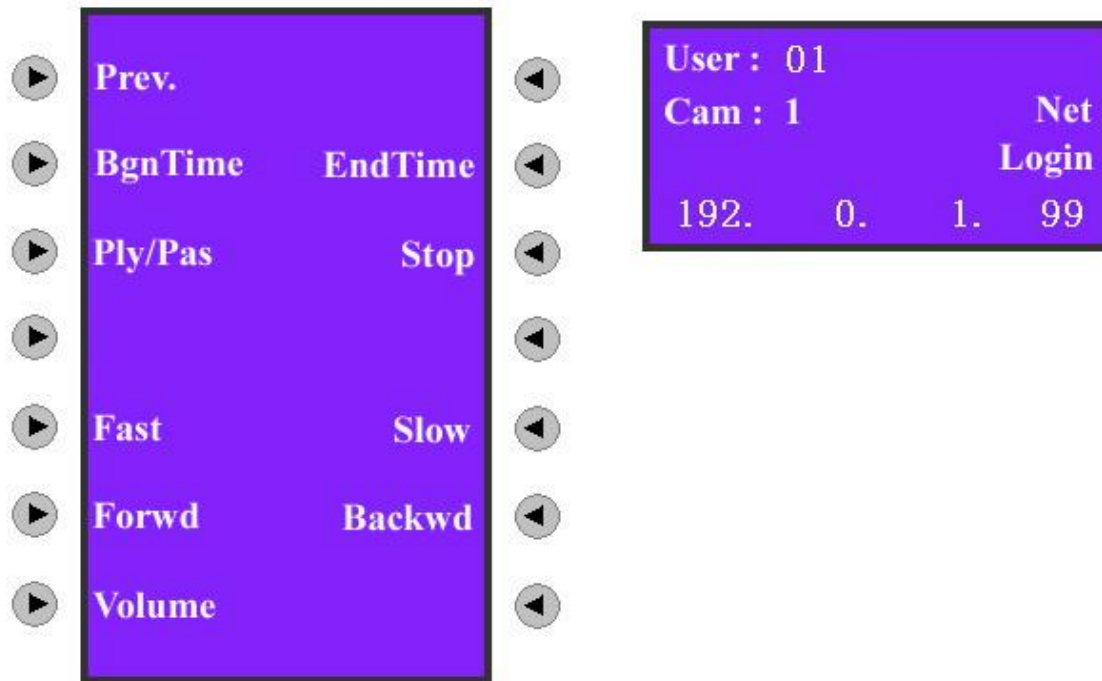 Prev.
BgnTime EndTime
Ply/Pas Stop
Fast Slow
Forwd Backwd
Volume
User : 01
Cam : 1 Net
Login
192. 0. 1. 99